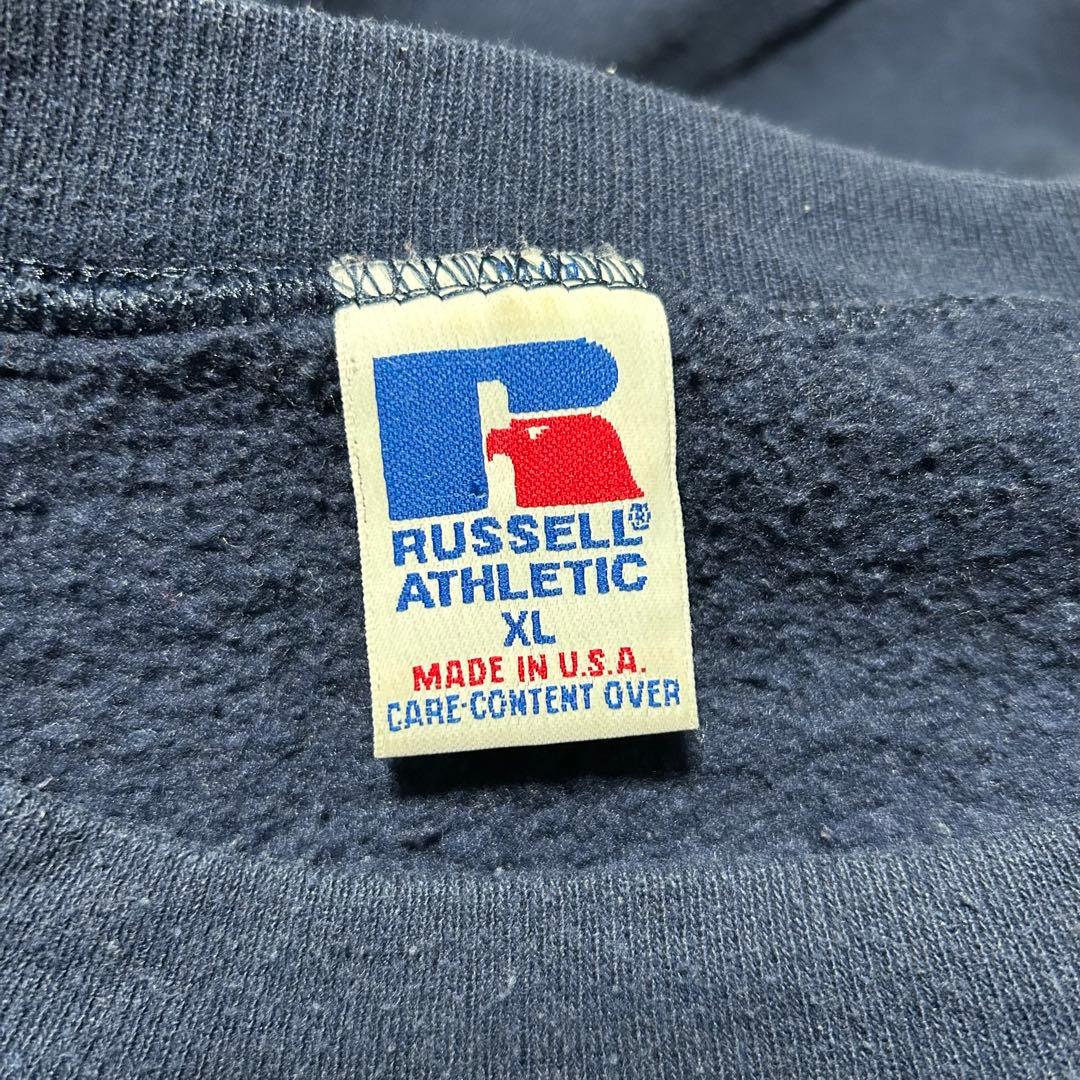 R
RUSSELL®
ATHLETIC
XL
MADE IN U.S.A.
CARE-CONTENT OVER